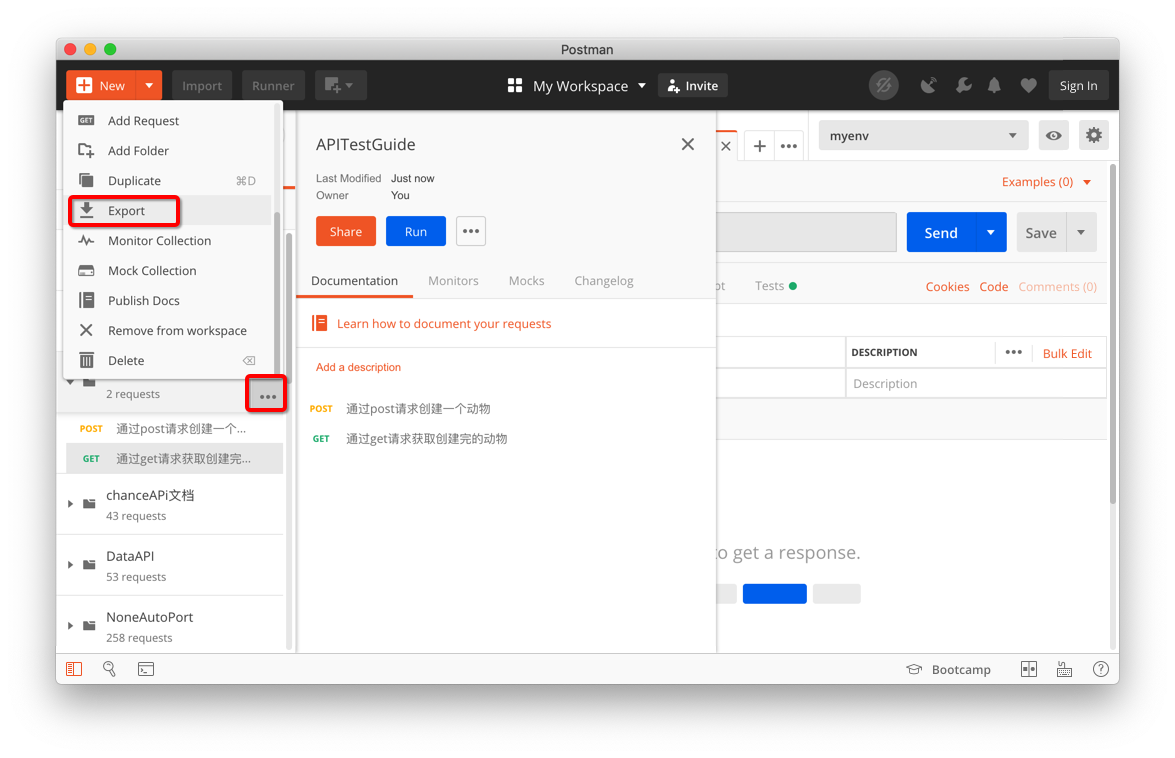 Postman
New
Import
Runner
My Workspace
Invite
Sign In
GET Add Request
Add Folder
Duplicate ⌘D
Export
Monitor Collection
Mock Collection
Publish Docs
Remove from workspace
Delete
2 requests
POST 通过post请求创建一个...
GET 通过get请求获取创建完...
chanceAPi文档
43 requests
DataAPI
53 requests
NoneAutoPort
258 requests
APITestGuide
Last Modified Just now
Owner You
Share
Run
Documentation
Monitors
Mocks
Changelog
Learn how to document your requests
Add a description
POST 通过post请求创建一个动物
GET 通过get请求获取创建完的动物
myenv
Examples (0)
Send
Save
Tests
Cookies
Code
Comments (0)
DESCRIPTION
Bulk Edit
Description
to get a response.
Bootcamp